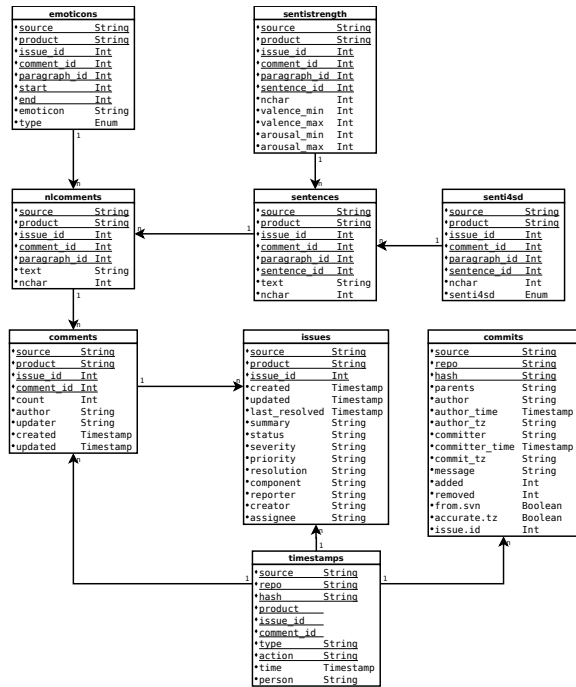 emoticons
source String
product String
issue_id Int
comment_id Int
paragraph_id Int
start Int
end Int
emoticon String
type Enum
sentistrength
source String
product String
issue_id Int
comment_id Int
paragraph_id Int
sentence_id Int
nchar Int
valence_min Int
valence_max Int
arousal_min Int
arousal_max Int
1
n
1
n
nlcomments
source String
product String
issue_id Int
comment_id Int
paragraph_id Int
text String
nchar Int
n
1
sentences
source String
product String
issue_id Int
comment_id Int
paragraph_id Int
sentence_id Int
text String
nchar Int
n
1
senti4sd
source String
product String
issue_id Int
comment_id Int
paragraph_id Int
sentence_id Int
nchar Int
senti4sd Enum
1
n
comments
source String
product String
issue_id Int
comment_id Int
count Int
author String
updater String
created Timestamp
updated Timestamp
1
n
issues
source String
product String
issue_id Int
created Timestamp
updated Timestamp
last_resolved Timestamp
summary String
status String
severity String
priority String
resolution String
component String
reporter String
creator String
assignee String
commits
source String
repo String
hash String
parents String
author String
author_time Timestamp
author_tz String
committer String
committer_time Timestamp
commit_tz String
message String
added Int
removed Int
from.svn Boolean
accurate.tz Boolean
issue.id Int
n
n
n
1
1
1
timestamps
source String
repo String
hash String
product
issue_id
comment_id
type String
action String
time Timestamp
person String